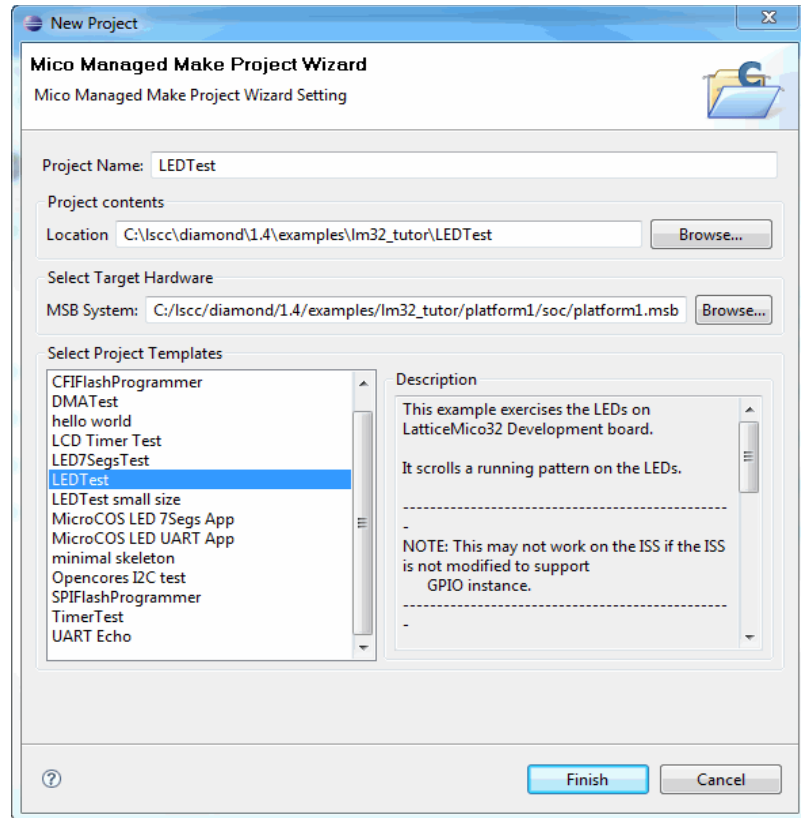 New Project
Mico Managed Make Project Wizard
Mico Managed Make Project Wizard Setting
Project Name: LEDTest
Project contents
Location C:\lscc\diamond\1.4\examples\lm32_tutor\LEDTest Browse...
Select Target Hardware
MSB System: C:/lscc/diamond/1.4/examples/lm32_tutor/platform1/soc/platform1.msb Browse...
Select Project Templates
CFIFlashProgrammer
DMATest
hello world
LCD Timer Test
LED7SegsTest
LEDTest
LEDTest small size
MicroCOS LED 7Segs App
MicroCOS LED UART App
minimal skeleton
Opencores I2C test
SPIFlashProgrammer
TimerTest
UART Echo
Description
This example exercises the LEDs on
LatticeMico32 Development board.
It scrolls a running pattern on the LEDs.
------------------------------------------------
-
NOTE: This may not work on the ISS if the ISS
is not modified to support
GPIO instance.
------------------------------------------------
-
? Finish Cancel